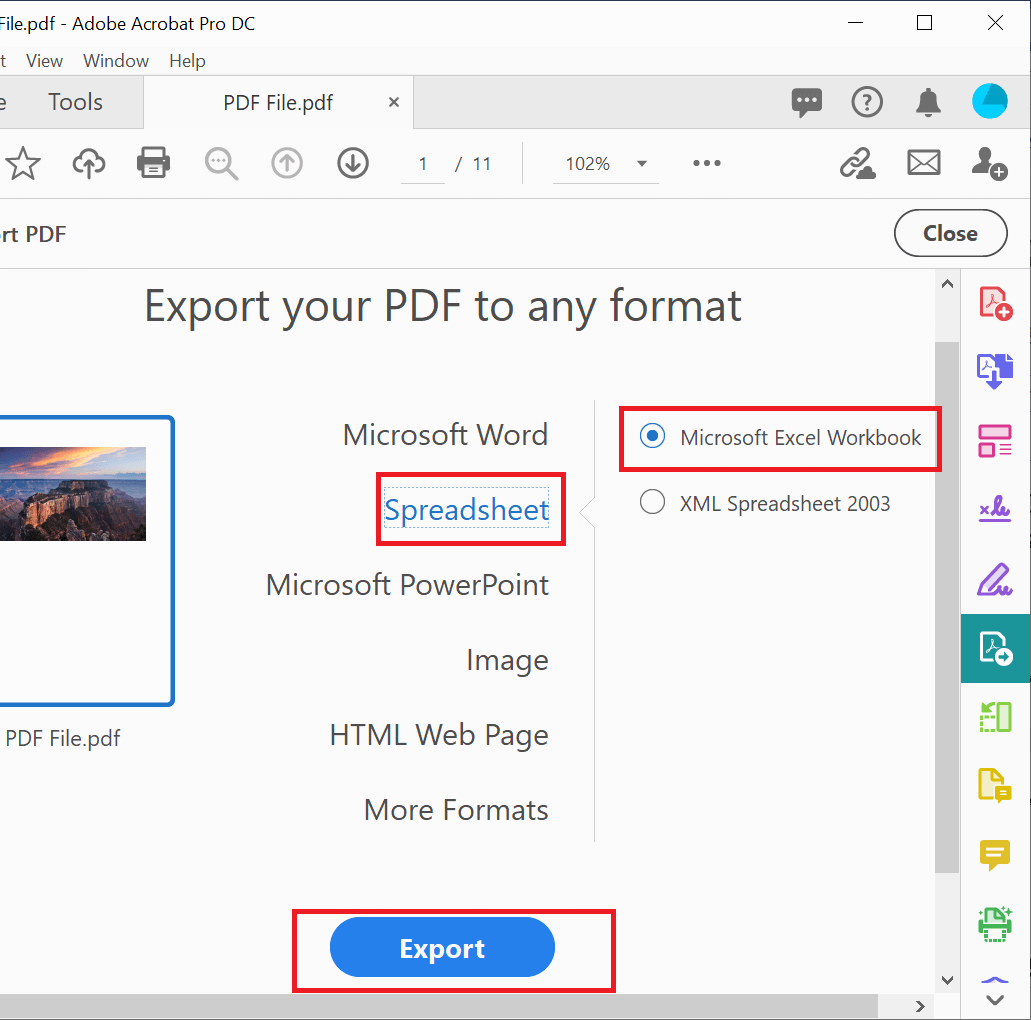 File.pdf - Adobe Acrobat Pro DC
t View Window Help
e Tools PDF File.pdf ×
1 / 11 102%
rt PDF Close
Export your PDF to any format
Microsoft Word
Spreadsheet
Microsoft PowerPoint
Image
HTML Web Page
More Formats
Microsoft Excel Workbook
XML Spreadsheet 2003
PDF File.pdf
Export